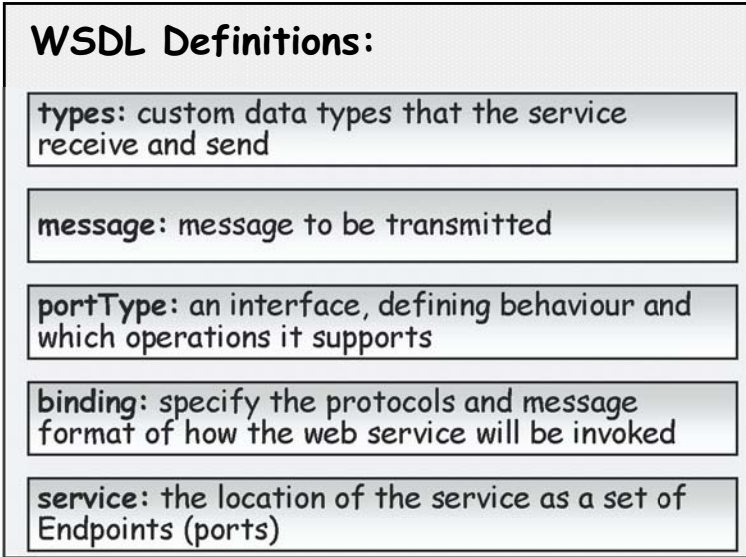 WSDL Definitions:
types: custom data types that the service
receive and send
message: message to be transmitted
portType: an interface, defining behaviour and
which operations it supports
binding: specify the protocols and message
format of how the web service will be invoked
service: the location of the service as a set of
Endpoints (ports)